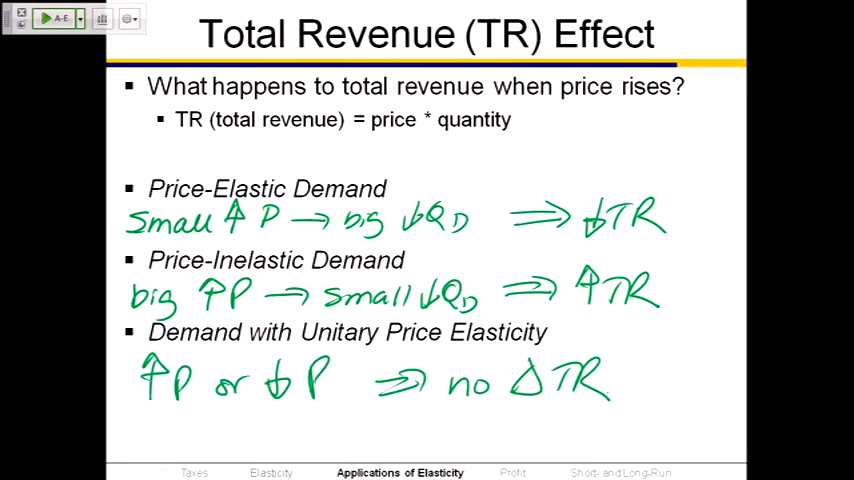 A-E
Total Revenue (TR) Effect
▪ What happens to total revenue when price rises?
▪ TR (total revenue) = price * quantity
▪ Price-Elastic Demand
small ↑ P → big ↓QD ⇒ ↓TR
▪ Price-Inelastic Demand
big ↑P → small ↓QD ⇒ ↑TR
▪ Demand with Unitary Price Elasticity
↑P or ↓P ⇒ no Δ TR
Taxes Elasticity Applications of Elasticity Profit Short- and Long-Run